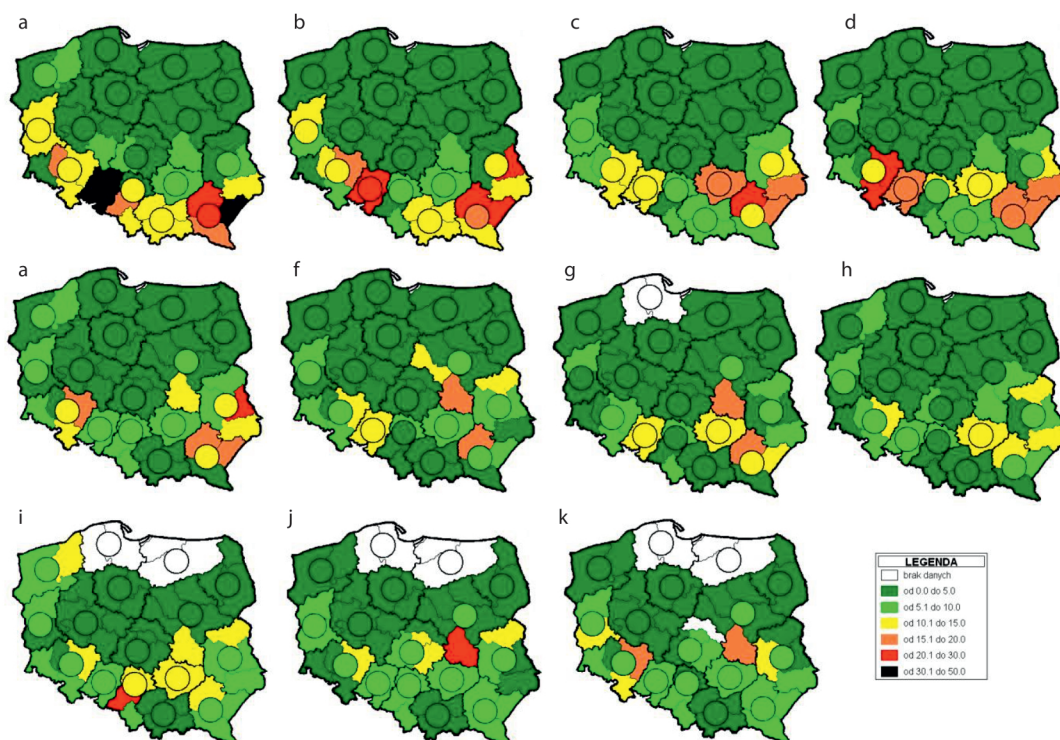 a
b
c
d
a
f
g
h
i
j
k
LEGENDA
brak danych
od 0.0 do 5.0
od 5.1 do 10.0
od 10.1 do 15.0
od 15.1 do 20.0
od 20.1 do 30.0
od 30.1 do 50.0